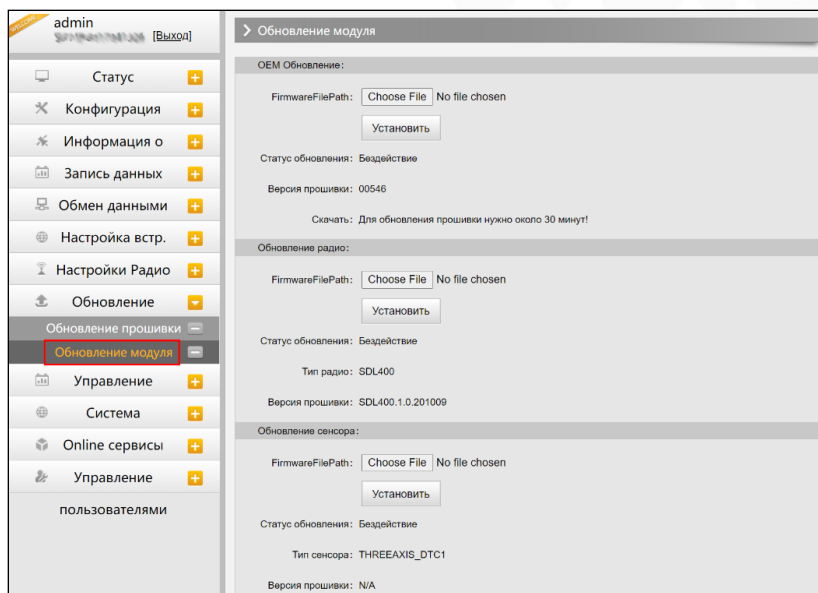 WELCOME
admin
[Выход]
Статус
Конфигурация
Информация о
Запись данных
Обмен данными
Настройка встр.
Настройки Радио
Обновление
Обновление прошивки
Обновление модуля
Управление
Система
Online сервисы
Управление
пользователями
Обновление модуля
OEM Обновление:
FirmwareFilePath: Choose File No file chosen
Установить
Статус обновления: Бездействие
Версия прошивки: 00546
Скачать: Для обновления прошивки нужно около 30 минут!
Обновление радио:
FirmwareFilePath: Choose File No file chosen
Установить
Статус обновления: Бездействие
Тип радио: SDL400
Версия прошивки: SDL400.1.0.201009
Обновление сенсора:
FirmwareFilePath: Choose File No file chosen
Установить
Статус обновления: Бездействие
Тип сенсора: THREEAXIS_DTC1
Версия прошивки: N/A